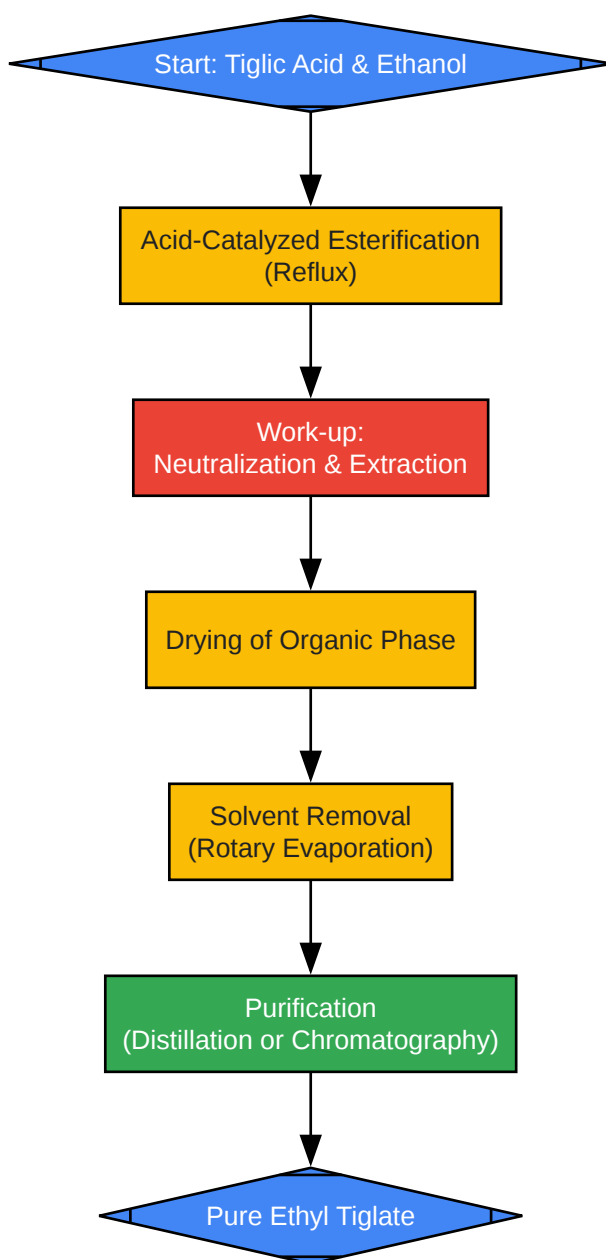 Start: Tiglic Acid & Ethanol
Acid-Catalyzed Esterification
(Reflux)
Work-up:
Neutralization & Extraction
Drying of Organic Phase
Solvent Removal
(Rotary Evaporation)
Purification
(Distillation or Chromatography)
Pure Ethyl Tiglate